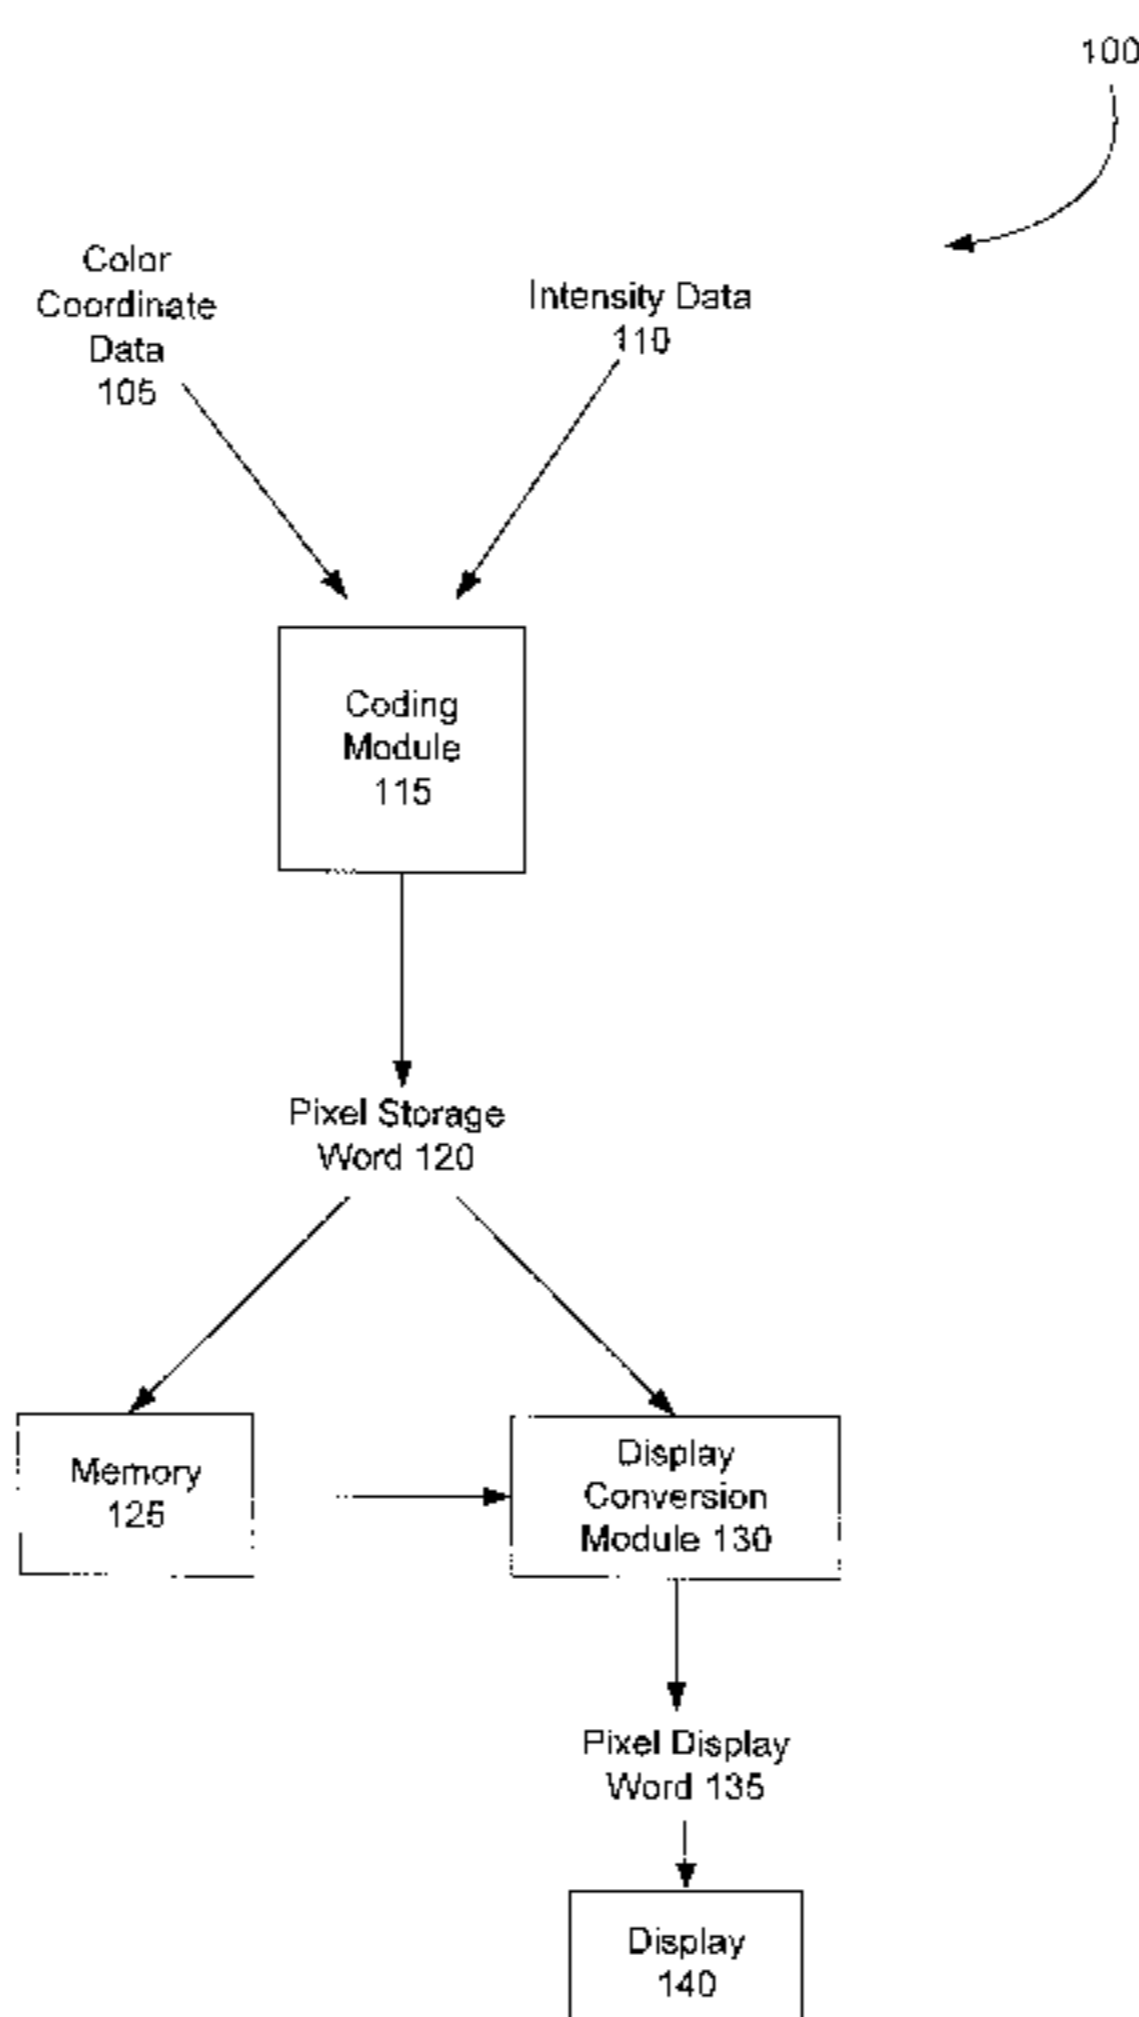 100
Color
Coordinate
Data
105
Intensity Data
110
Coding
Module
115
Pixel Storage
Word 120
Memory
125
Display
Conversion
Module 130
Pixel Display
Word 135
Display
140